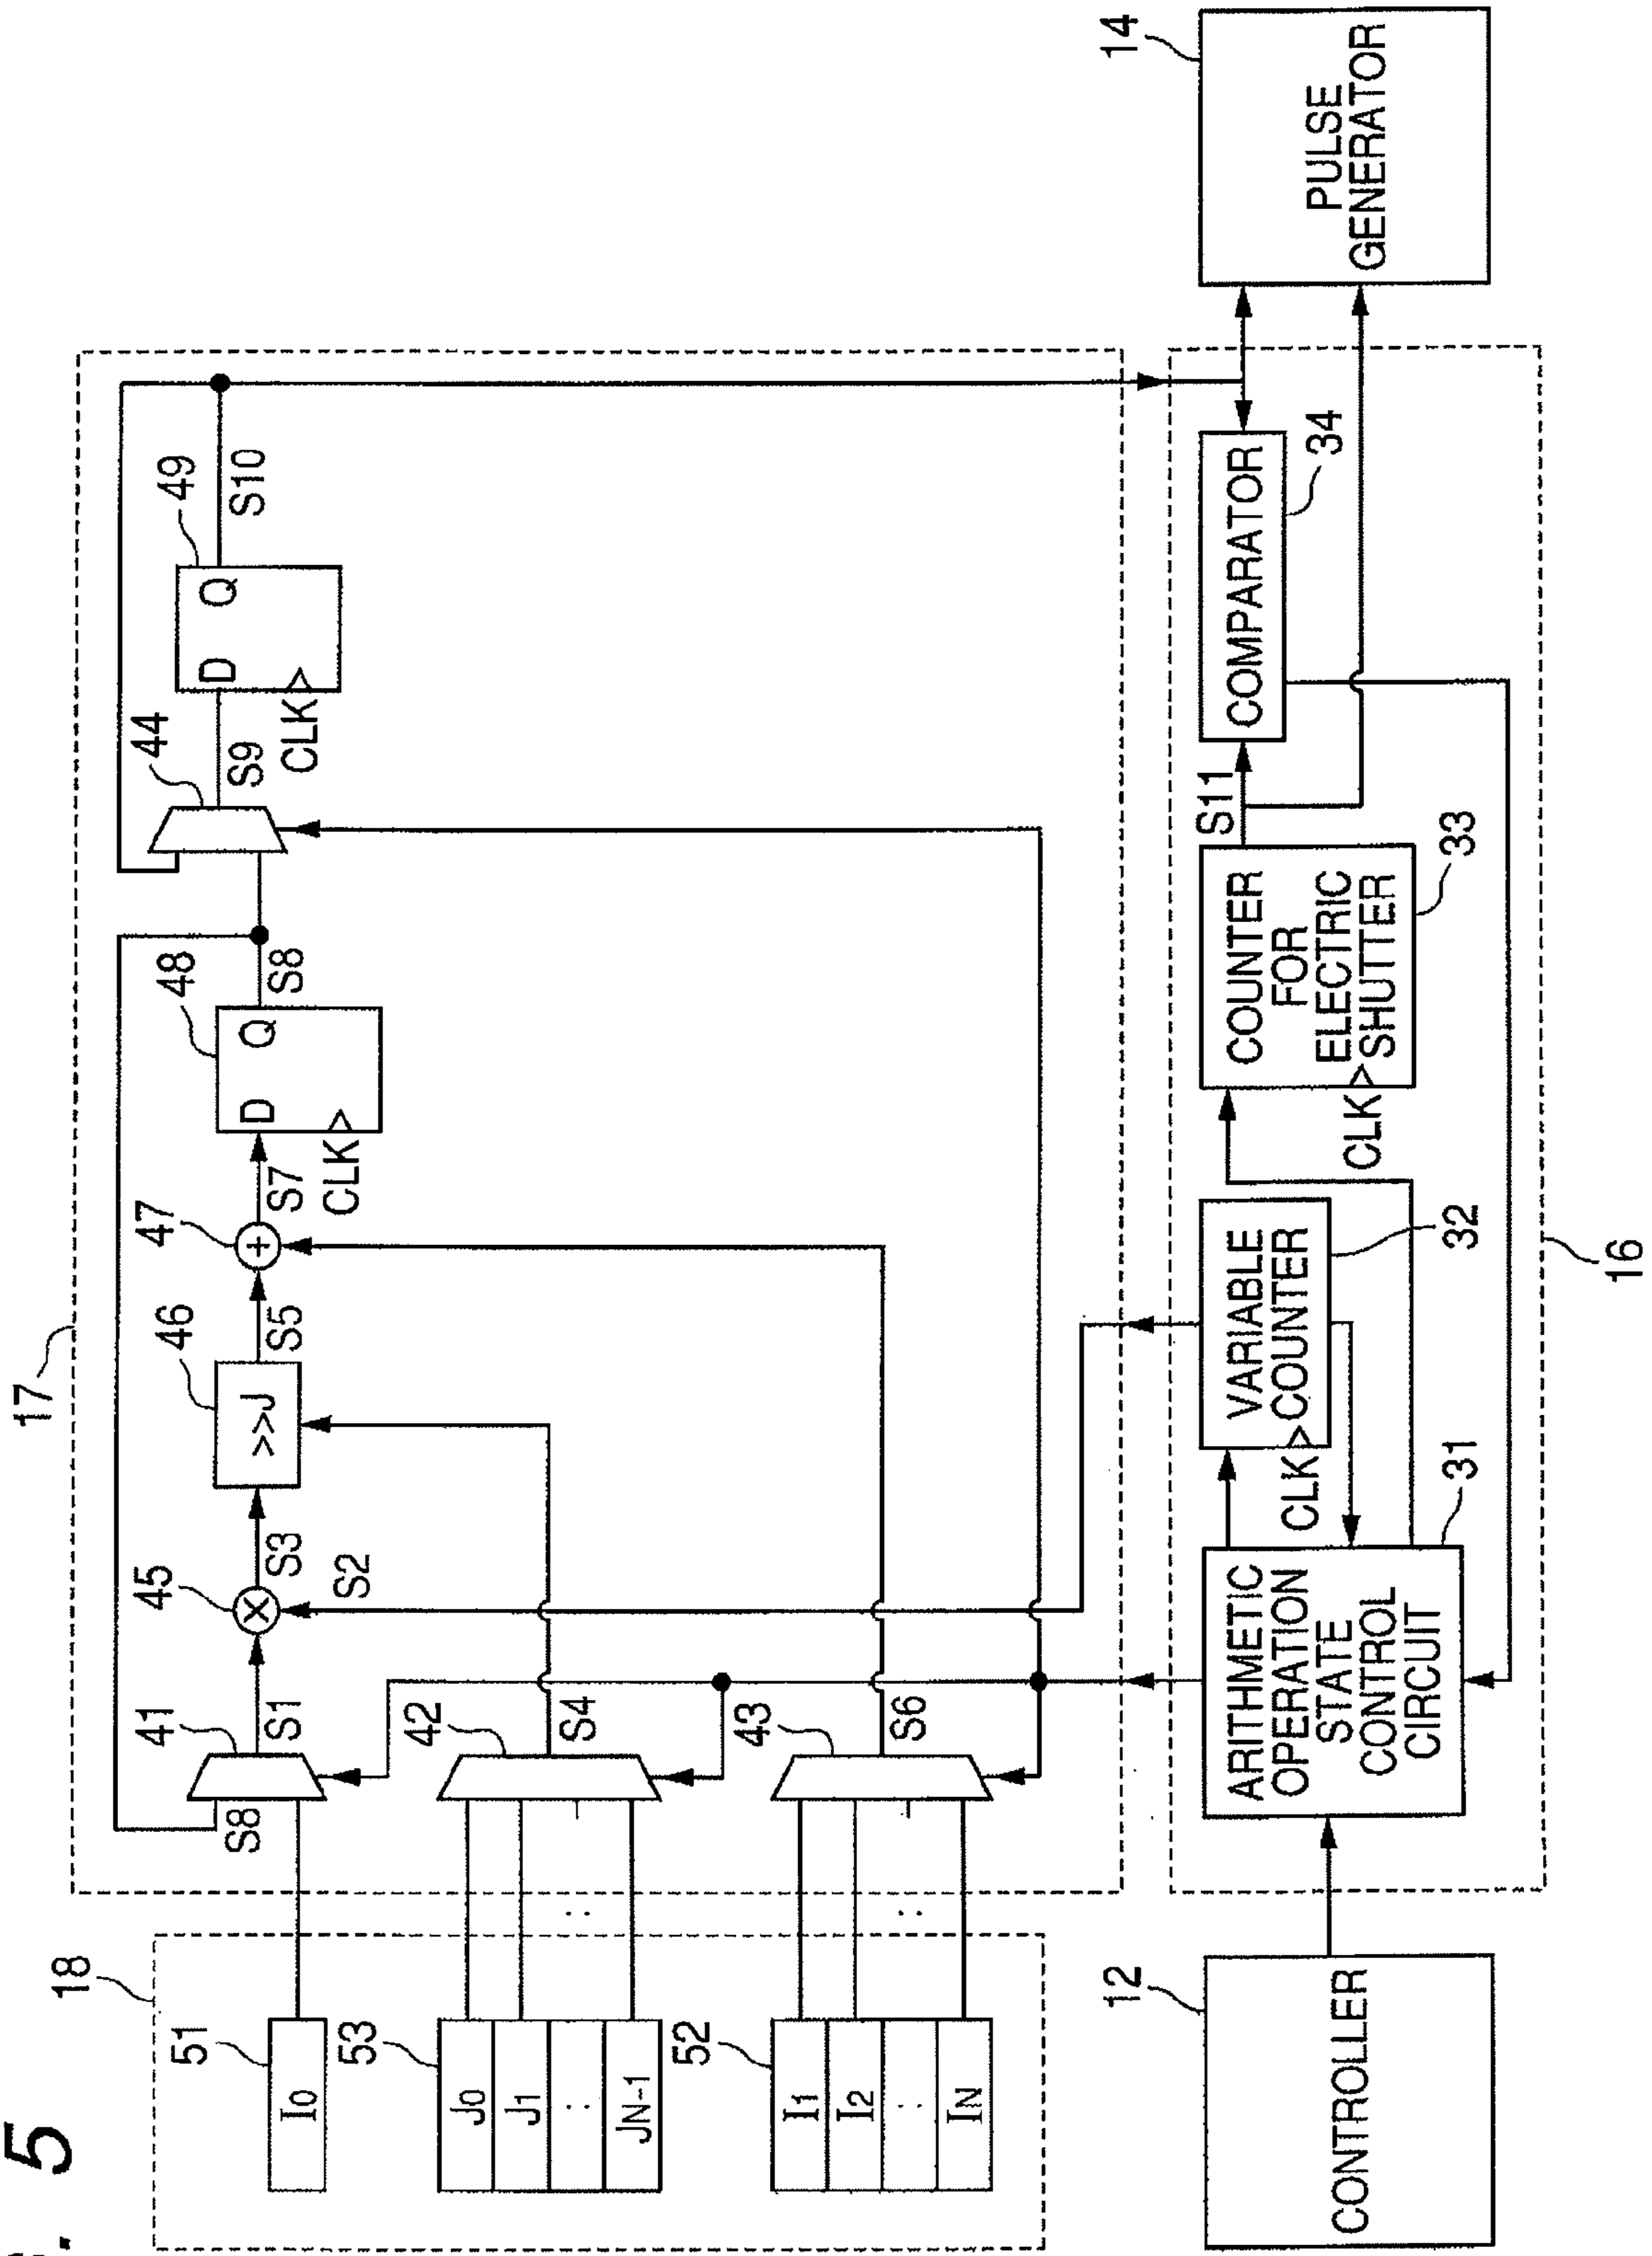 . 5
17
18
51
I0
53
J0
J1
..
JN-1
52
I1
I2
..
IN
..
..
41
S8
S1
42
S4
43
S6
45
S3
S2
46
>>J
S5
47
S7
48
D Q
CLK
S8
44
S9
49
D Q
CLK
S10
12
CONTROLLER
ARITHMETIC
OPERATION
STATE
CONTROL
CIRCUIT
31
VARIABLE
COUNTER
CLK
32
COUNTER
FOR
ELECTRIC
SHUTTER
CLK
33
S11
COMPARATOR
34
16
14
PULSE
GENERATOR